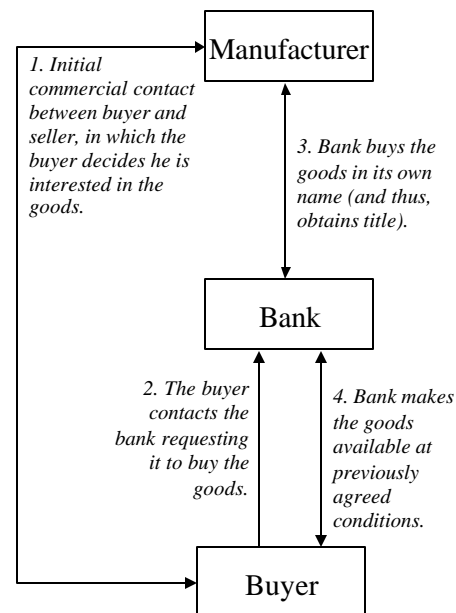 Manufacturer
1. Initial
commercial contact
between buyer and
seller, in which the
buyer decides he is
interested in the
goods.
3. Bank buys the
goods in its own
name (and thus,
obtains title).
Bank
2. The buyer
contacts the
bank requesting
it to buy the
goods.
4. Bank makes
the goods
available at
previously
agreed
conditions.
Buyer